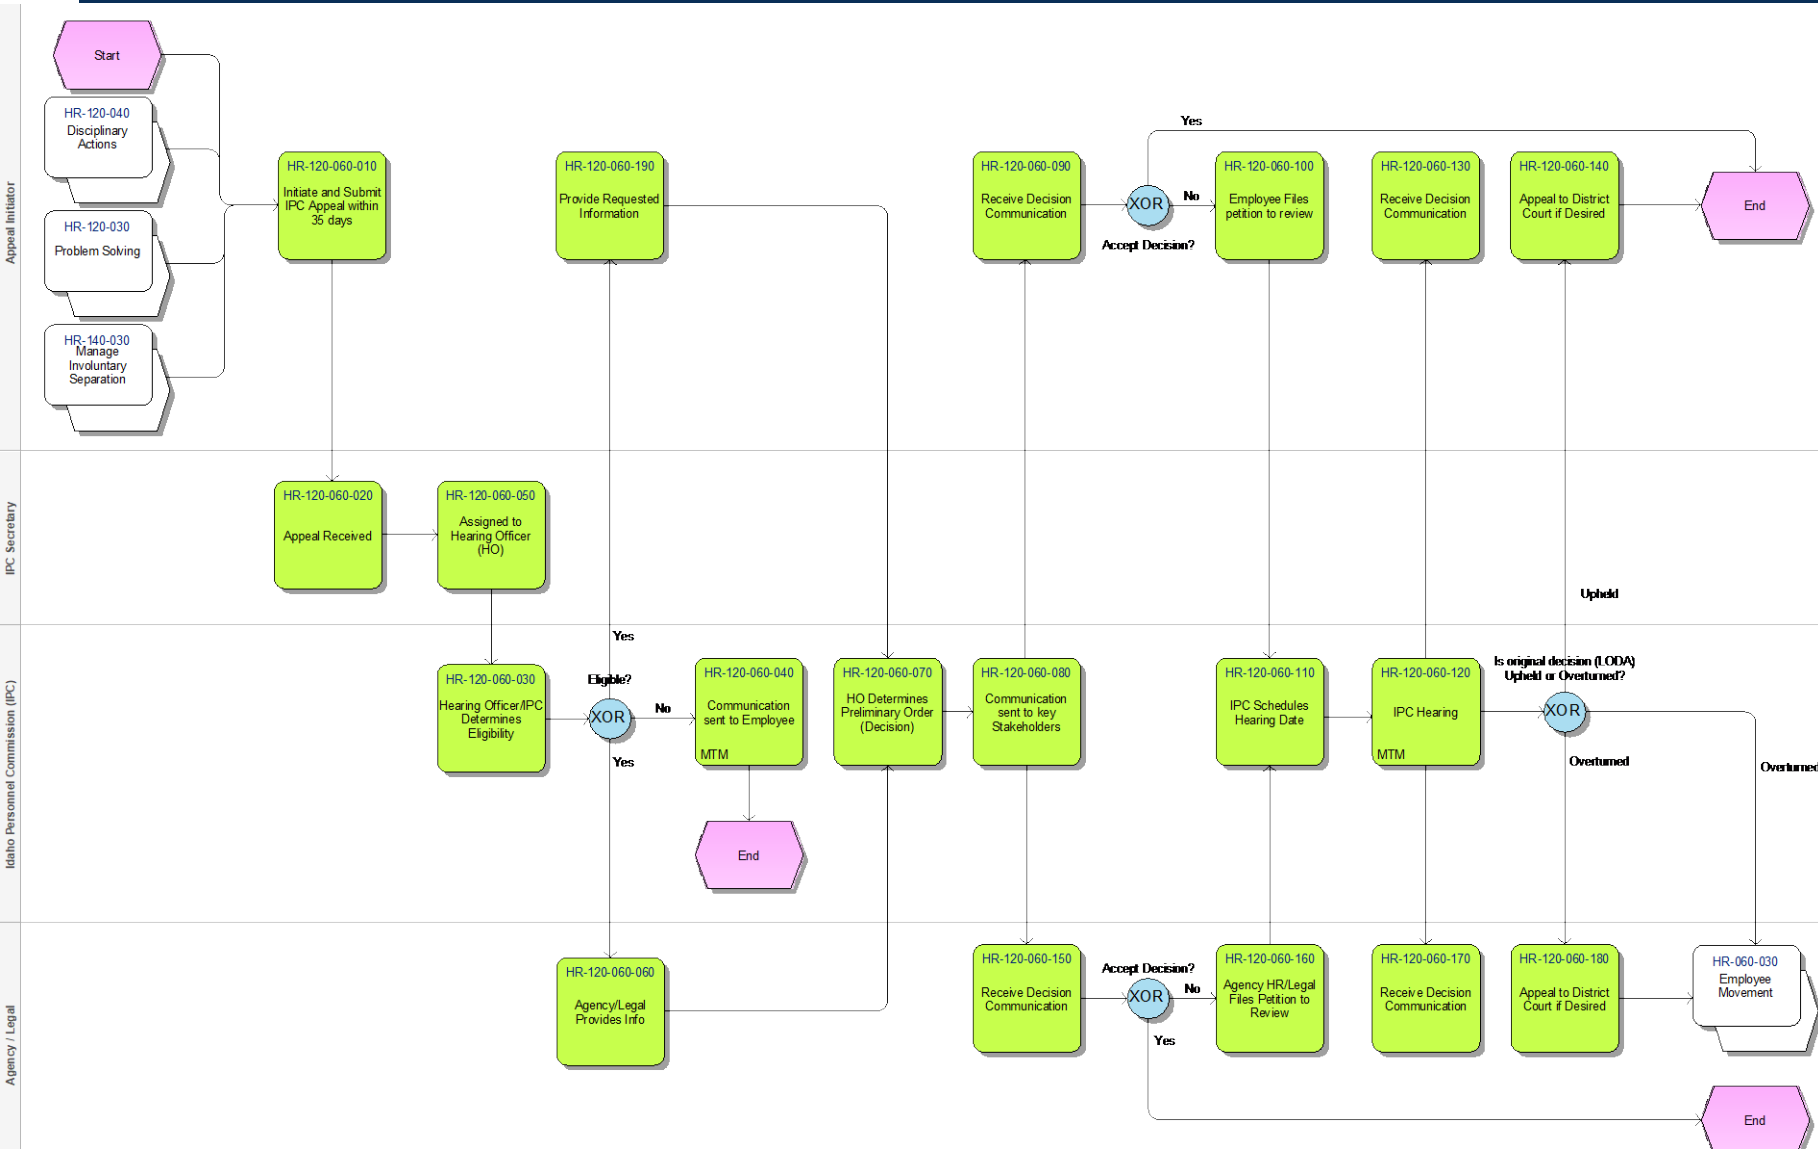 Appeal Initiator
Start
HR-120-040
Disciplinary
Actions
HR-120-030
Problem Solving
HR-140-030
Manage
Involuntary
Separation
HR-120-060-010
Initiate and Submit
IPC Appeal within
35 days
HR-120-060-190
Provide Requested
Information
HR-120-060-090
Receive Decision
Communication
XOR
Accept Decision?
Yes
No
HR-120-060-100
Employee Files
petition to review
HR-120-060-130
Receive Decision
Communication
HR-120-060-140
Appeal to District
Court if Desired
End
IPC Secretary
HR-120-060-020
Appeal Received
HR-120-060-050
Assigned to
Hearing Officer
(HO)
Upheld
Idaho Personnel Commission (IPC)
HR-120-060-030
Hearing Officer/IPC
Determines
Eligibility
Yes
Eligible?
XOR
No
Yes
HR-120-060-040
Communication
sent to Employee
MTM
End
HR-120-060-070
HO Determines
Preliminary Order
(Decision)
HR-120-060-080
Communication
sent to key
Stakeholders
HR-120-060-110
IPC Schedules
Hearing Date
HR-120-060-120
IPC Hearing
MTM
Is original decision (LODA)
Upheld or Overturned?
XOR
Overturned
Overturned
Agency / Legal
HR-120-060-060
Agency/Legal
Provides Info
HR-120-060-150
Receive Decision
Communication
Accept Decision?
XOR
No
Yes
HR-120-060-160
Agency HR/Legal
Files Petition to
Review
HR-120-060-170
Receive Decision
Communication
HR-120-060-180
Appeal to District
Court if Desired
HR-060-030
Employee
Movement
End